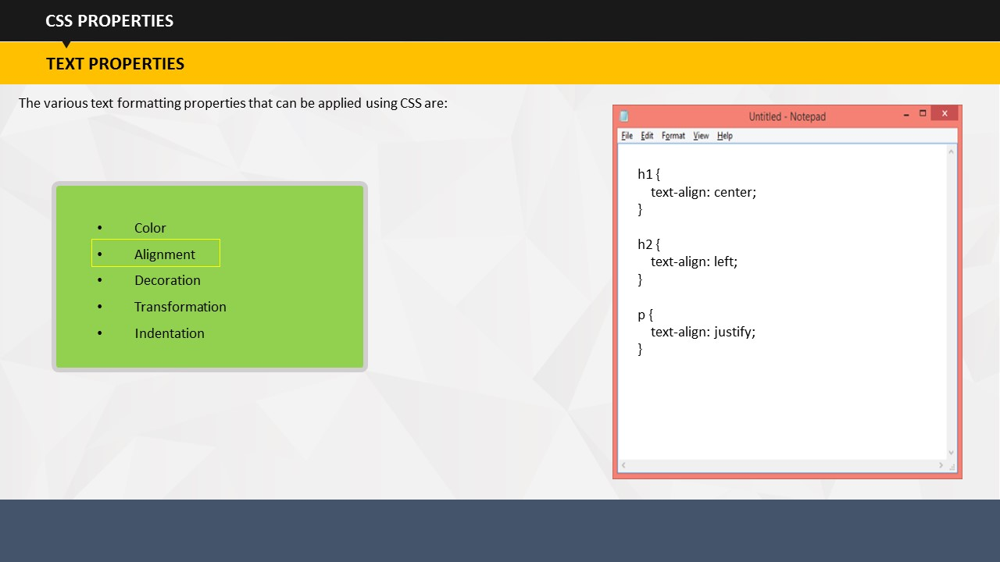 CSS PROPERTIES
TEXT PROPERTIES
The various text formatting properties that can be applied using CSS are:
• Color
• Alignment
• Decoration
• Transformation
• Indentation
Untitled - Notepad
File Edit Format View Help
h1 {
text-align: center;
}
h2 {
text-align: left;
}
p {
text-align: justify;
}